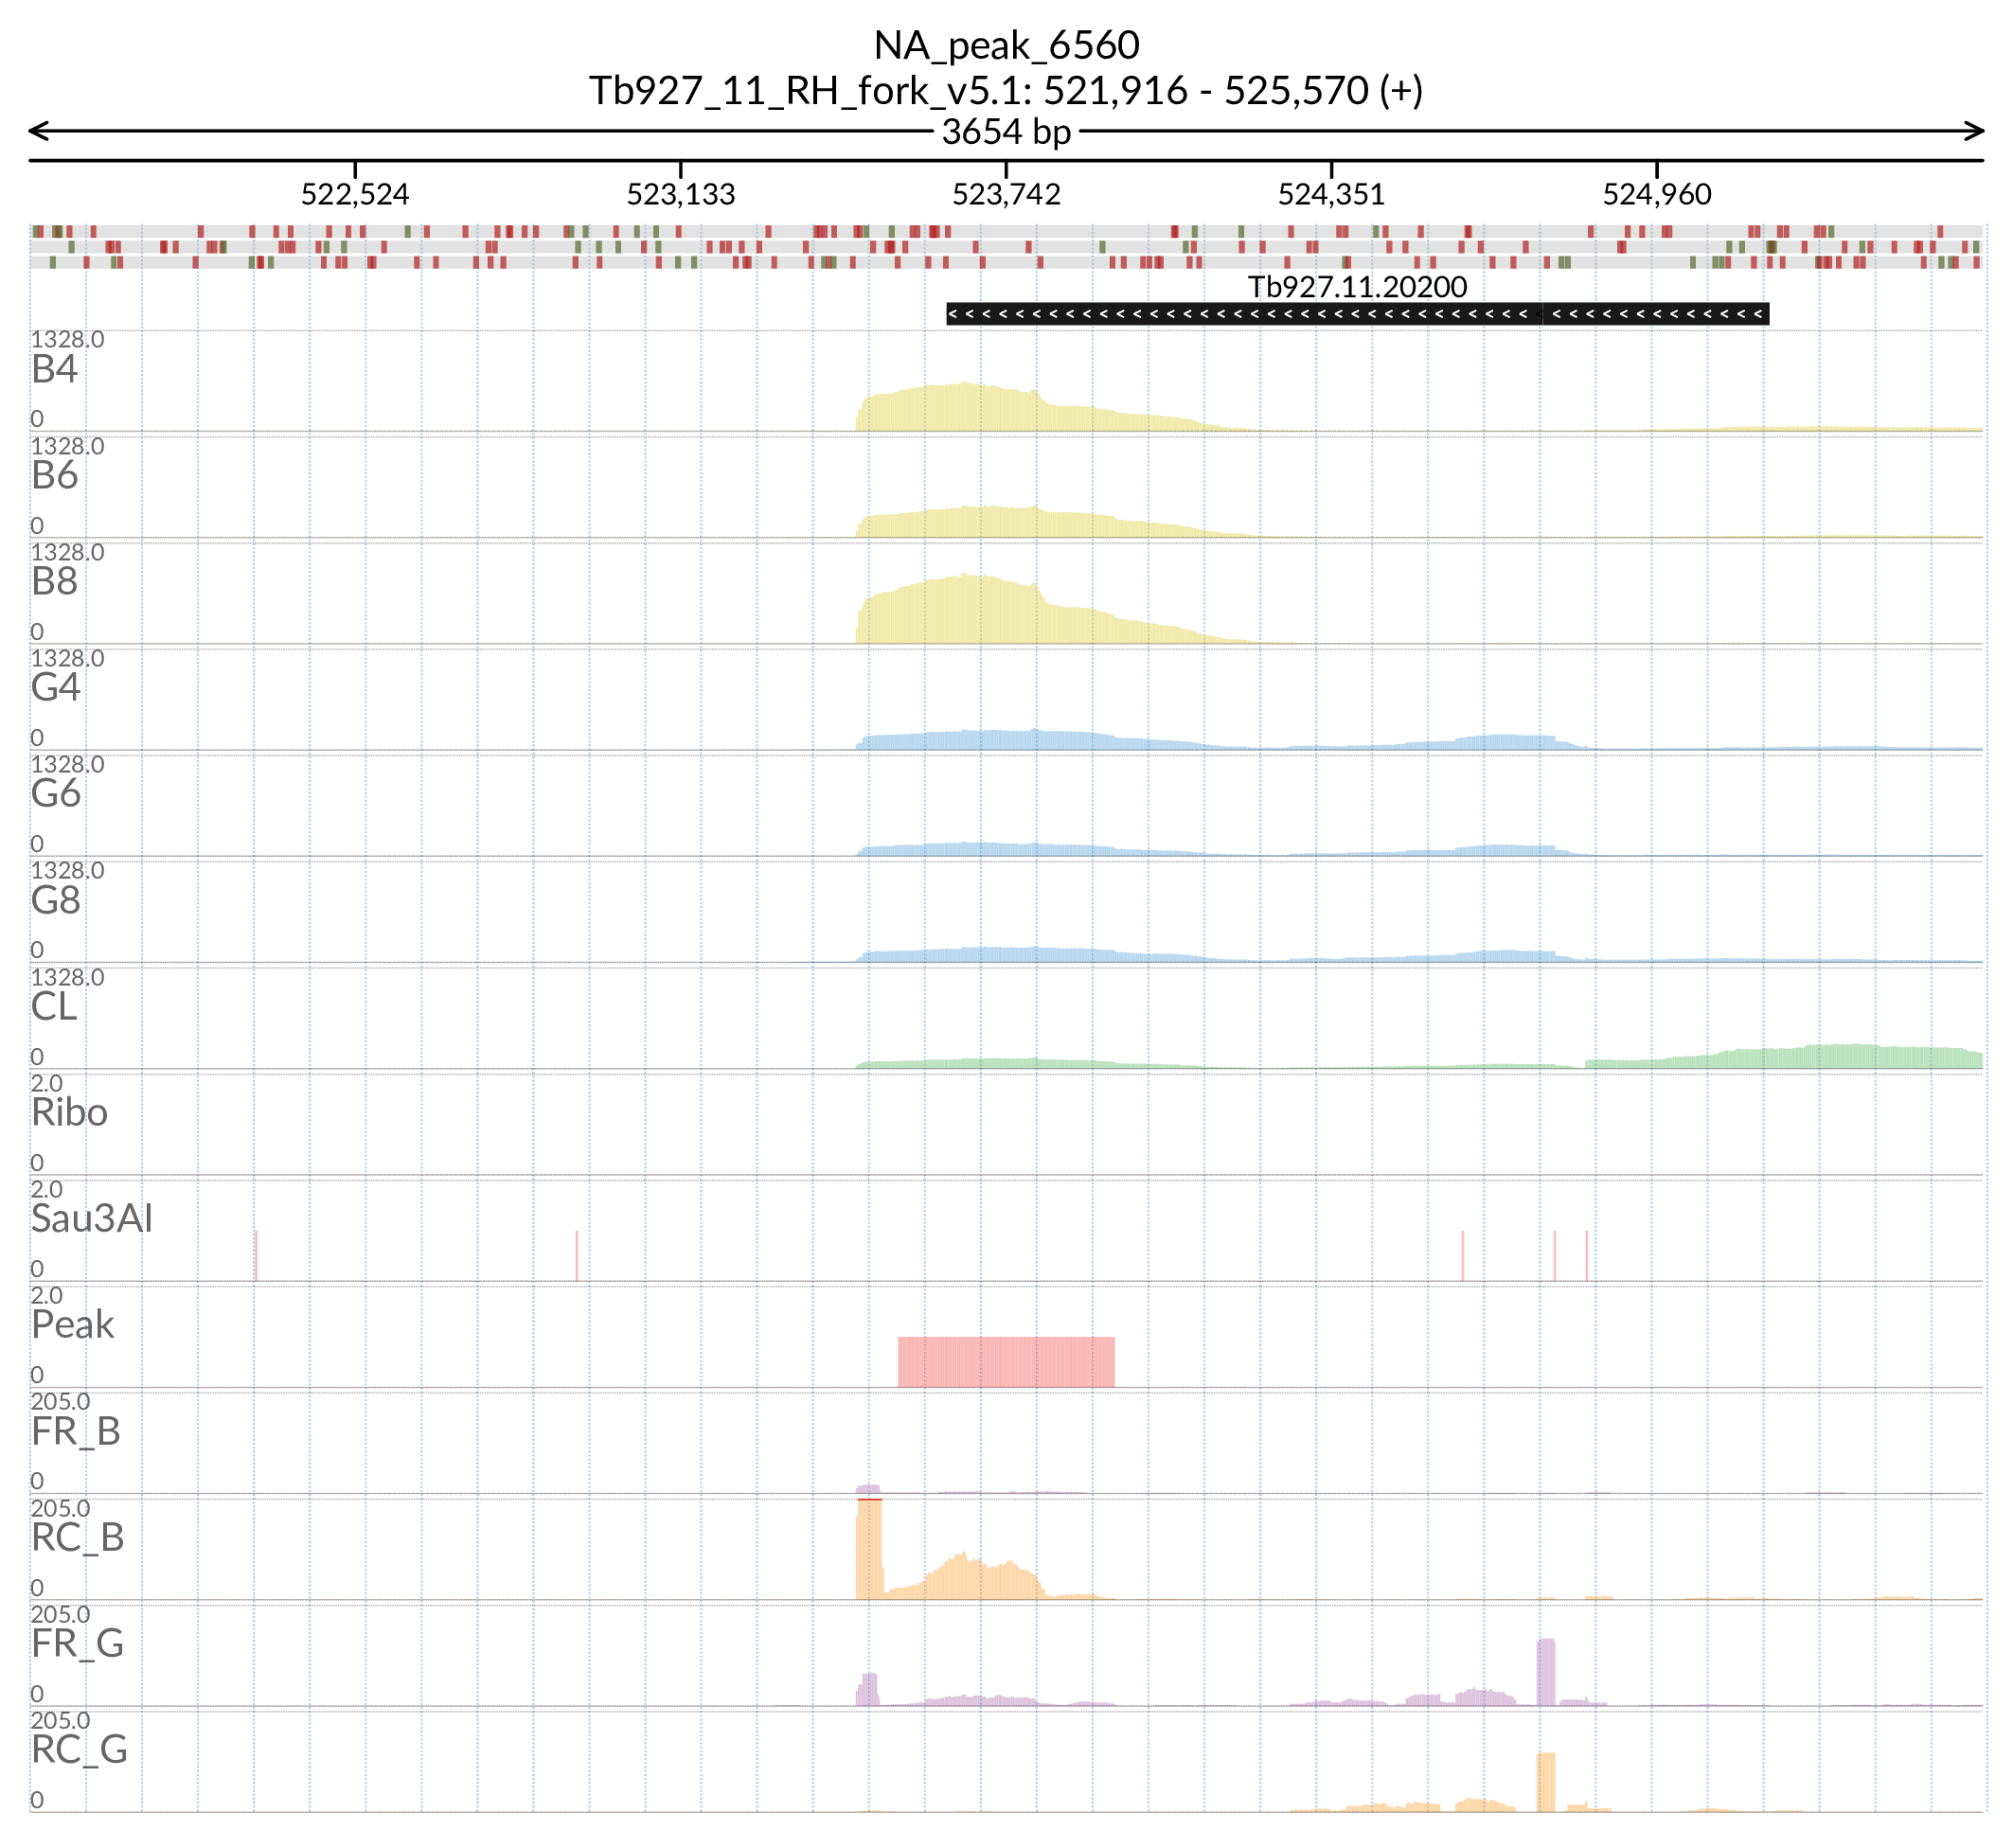 NA_peak_6560
Tb927_11_RH_fork_v5.1: 521,916 - 525,570 (+)
3654 bp
522,524 523,133 523,742 524,351 524,960
Tb927.11.20200
1328.0
B4
0
1328.0
B6
0
1328.0
B8
0
1328.0
G4
0
1328.0
G6
0
1328.0
G8
0
1328.0
CL
0
2.0
Ribo
0
2.0
Sau3AI
0
2.0
Peak
0
205.0
FR_B
0
205.0
RC_B
0
205.0
FR_G
0
205.0
RC_G
0